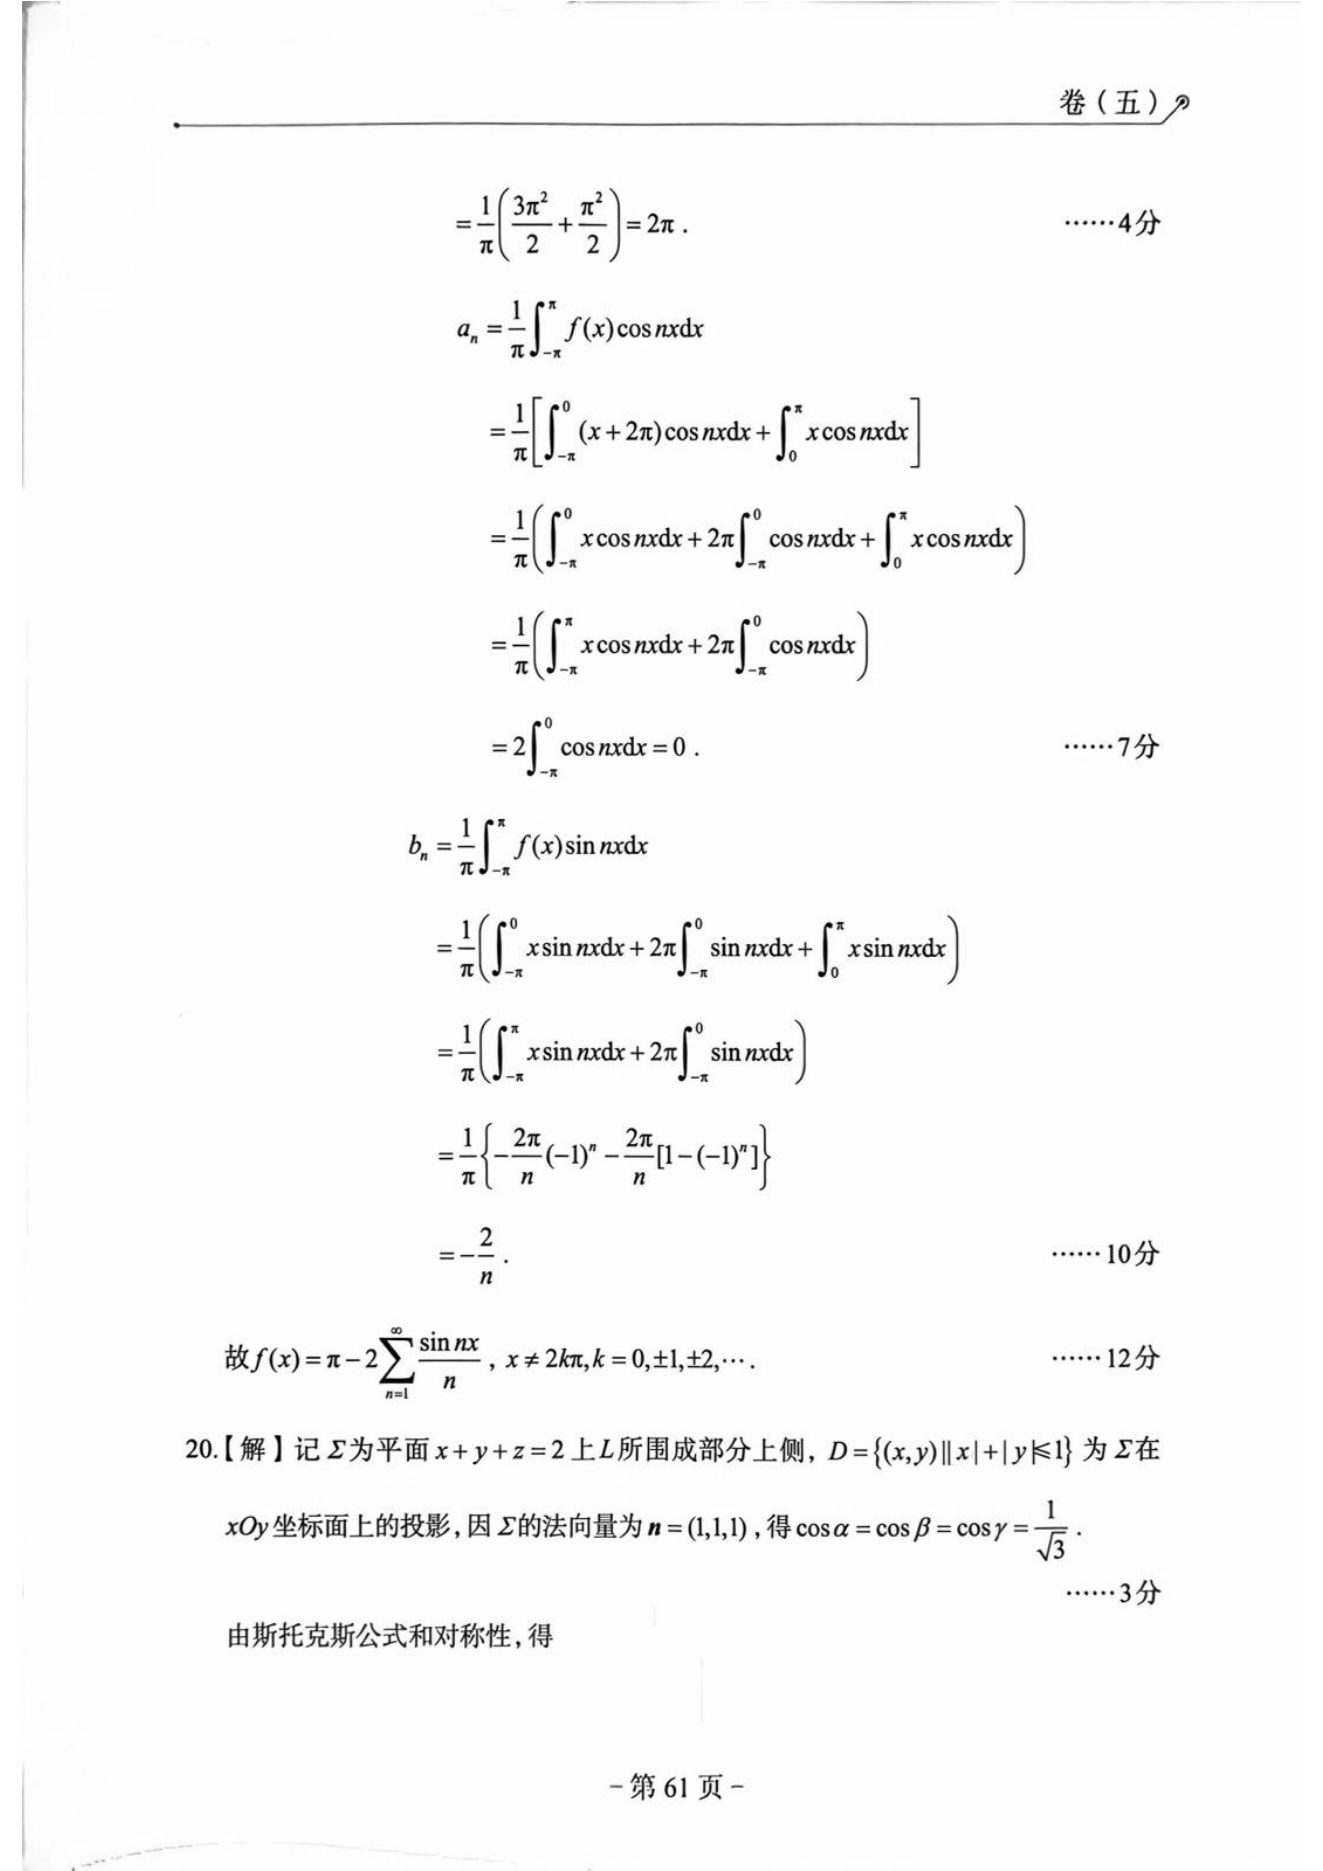 卷(五)
$=\frac{1}{\pi}\left(\frac{3\pi^2}{2}+\frac{\pi^2}{2}\right)=2\pi$ . ……4分
$a_n=\frac{1}{\pi}\int_{-\pi}^{\pi}f(x)\cos nx\mathrm{d}x$
$=\frac{1}{\pi}\left[\int_{-\pi}^{0}(x+2\pi)\cos nx\mathrm{d}x+\int_{0}^{\pi}x\cos nx\mathrm{d}x\right]$
$=\frac{1}{\pi}\left(\int_{-\pi}^{0}x\cos nx\mathrm{d}x+2\pi\int_{-\pi}^{0}\cos nx\mathrm{d}x+\int_{0}^{\pi}x\cos nx\mathrm{d}x\right)$
$=\frac{1}{\pi}\left(\int_{-\pi}^{\pi}x\cos nx\mathrm{d}x+2\pi\int_{-\pi}^{0}\cos nx\mathrm{d}x\right)$
$=2\int_{-\pi}^{0}\cos nx\mathrm{d}x=0$ . ……7分
$b_n=\frac{1}{\pi}\int_{-\pi}^{\pi}f(x)\sin nx\mathrm{d}x$
$=\frac{1}{\pi}\left(\int_{-\pi}^{0}x\sin nx\mathrm{d}x+2\pi\int_{-\pi}^{0}\sin nx\mathrm{d}x+\int_{0}^{\pi}x\sin nx\mathrm{d}x\right)$
$=\frac{1}{\pi}\left(\int_{-\pi}^{\pi}x\sin nx\mathrm{d}x+2\pi\int_{-\pi}^{0}\sin nx\mathrm{d}x\right)$
$=\frac{1}{\pi}\left\{-\frac{2\pi}{n}(-1)^n-\frac{2\pi}{n}[1-(-1)^n]\right\}$
$=-\frac{2}{n}$ . ……10分
故$f(x)=\pi-2\sum_{n=1}^{\infty}\frac{\sin nx}{n}$ , $x\neq 2k\pi,k=0,\pm1,\pm2,\cdots$ . ……12分
20.【解】记$\Sigma$为平面$x+y+z=2$上$L$所围成部分上侧, $D=\{(x,y)||x|+|y|\leqslant 1\}$为$\Sigma$在
$xOy$坐标面上的投影,因$\Sigma$的法向量为$\boldsymbol{n}=(1,1,1)$,得$\cos\alpha=\cos\beta=\cos\gamma=\frac{1}{\sqrt{3}}$ .
……3分
由斯托克斯公式和对称性,得
-第61页-